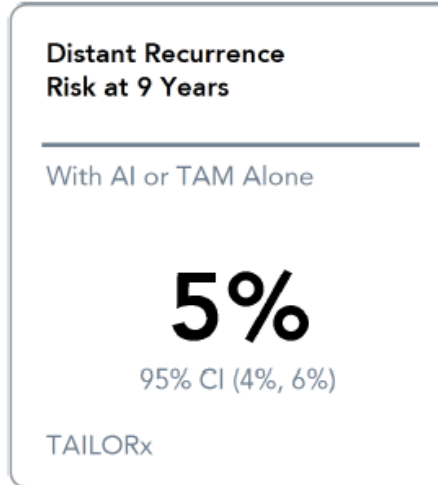 Distant Recurrence
Risk at 9 Years
With AI or TAM Alone
5%
95% CI (4%, 6%)
TAILORx